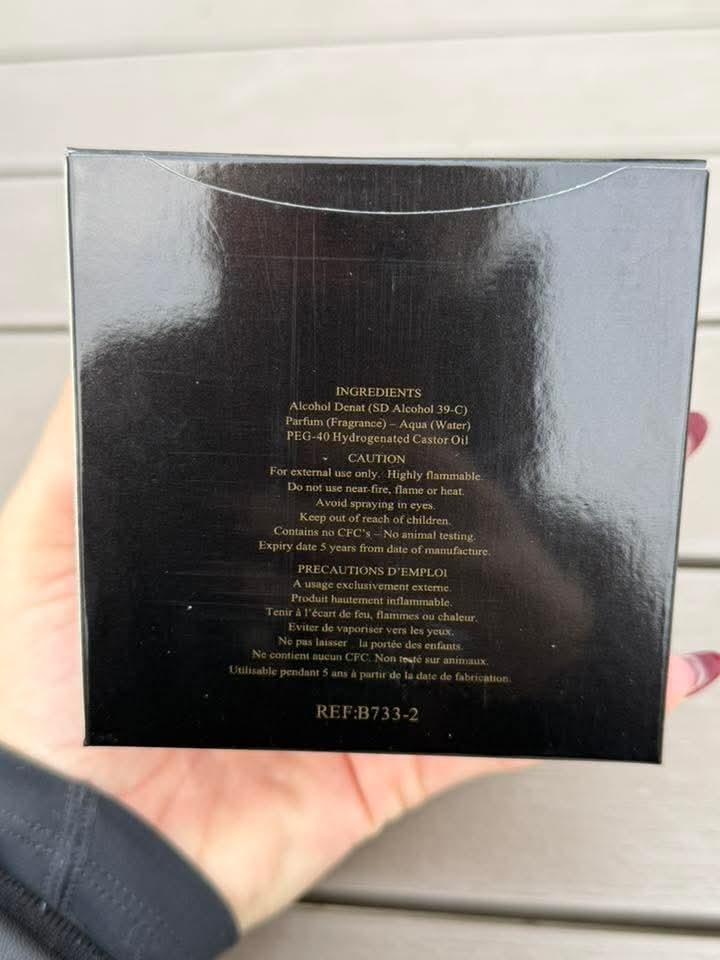 INGREDIENTS
Alcohol Denat (SD Alcohol 39-C)
Parfum (Fragrance) – Aqua (Water)
PEG-40 Hydrogenated Castor Oil
CAUTION
For external use only. Highly flammable.
Do not use near fire, flame or heat.
Avoid spraying in eyes.
Keep out of reach of children.
Contains no CFC's – No animal testing.
Expiry date 5 years from date of manufacture.
PRECAUTIONS D'EMPLOI
A usage exclusivement externe.
Produit hautement inflammable.
Tenir à l'écart de feu, flammes ou chaleur.
Eviter de vaporiser vers les yeux.
Ne pas laisser la portée des enfants.
Ne contient aucun CFC. Non testé sur animaux.
Utilisable pendant 5 ans à partir de la date de fabrication.
REF:B733-2